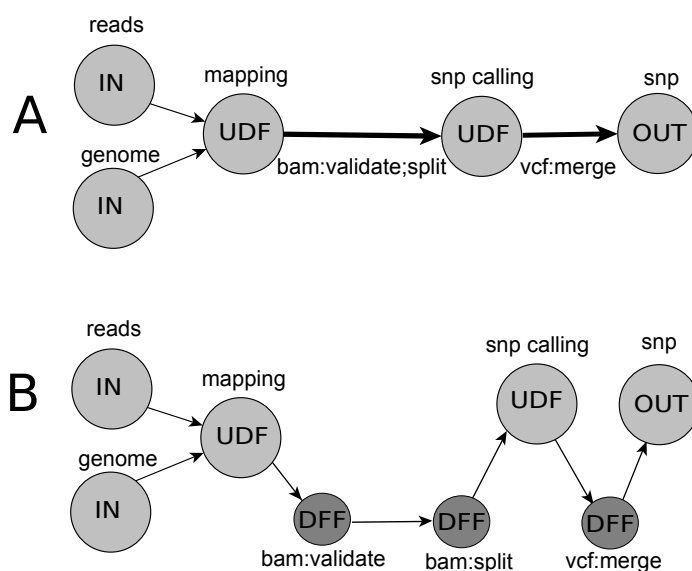 reads
IN
A
mapping
UDF
genome
IN
bam:validate;split
snp calling
UDF
vcf:merge
snp
OUT
B
reads
IN
mapping
UDF
genome
IN
DFF
bam:validate
DFF
bam:split
snp calling
UDF
DFF
vcf:merge
snp
OUT